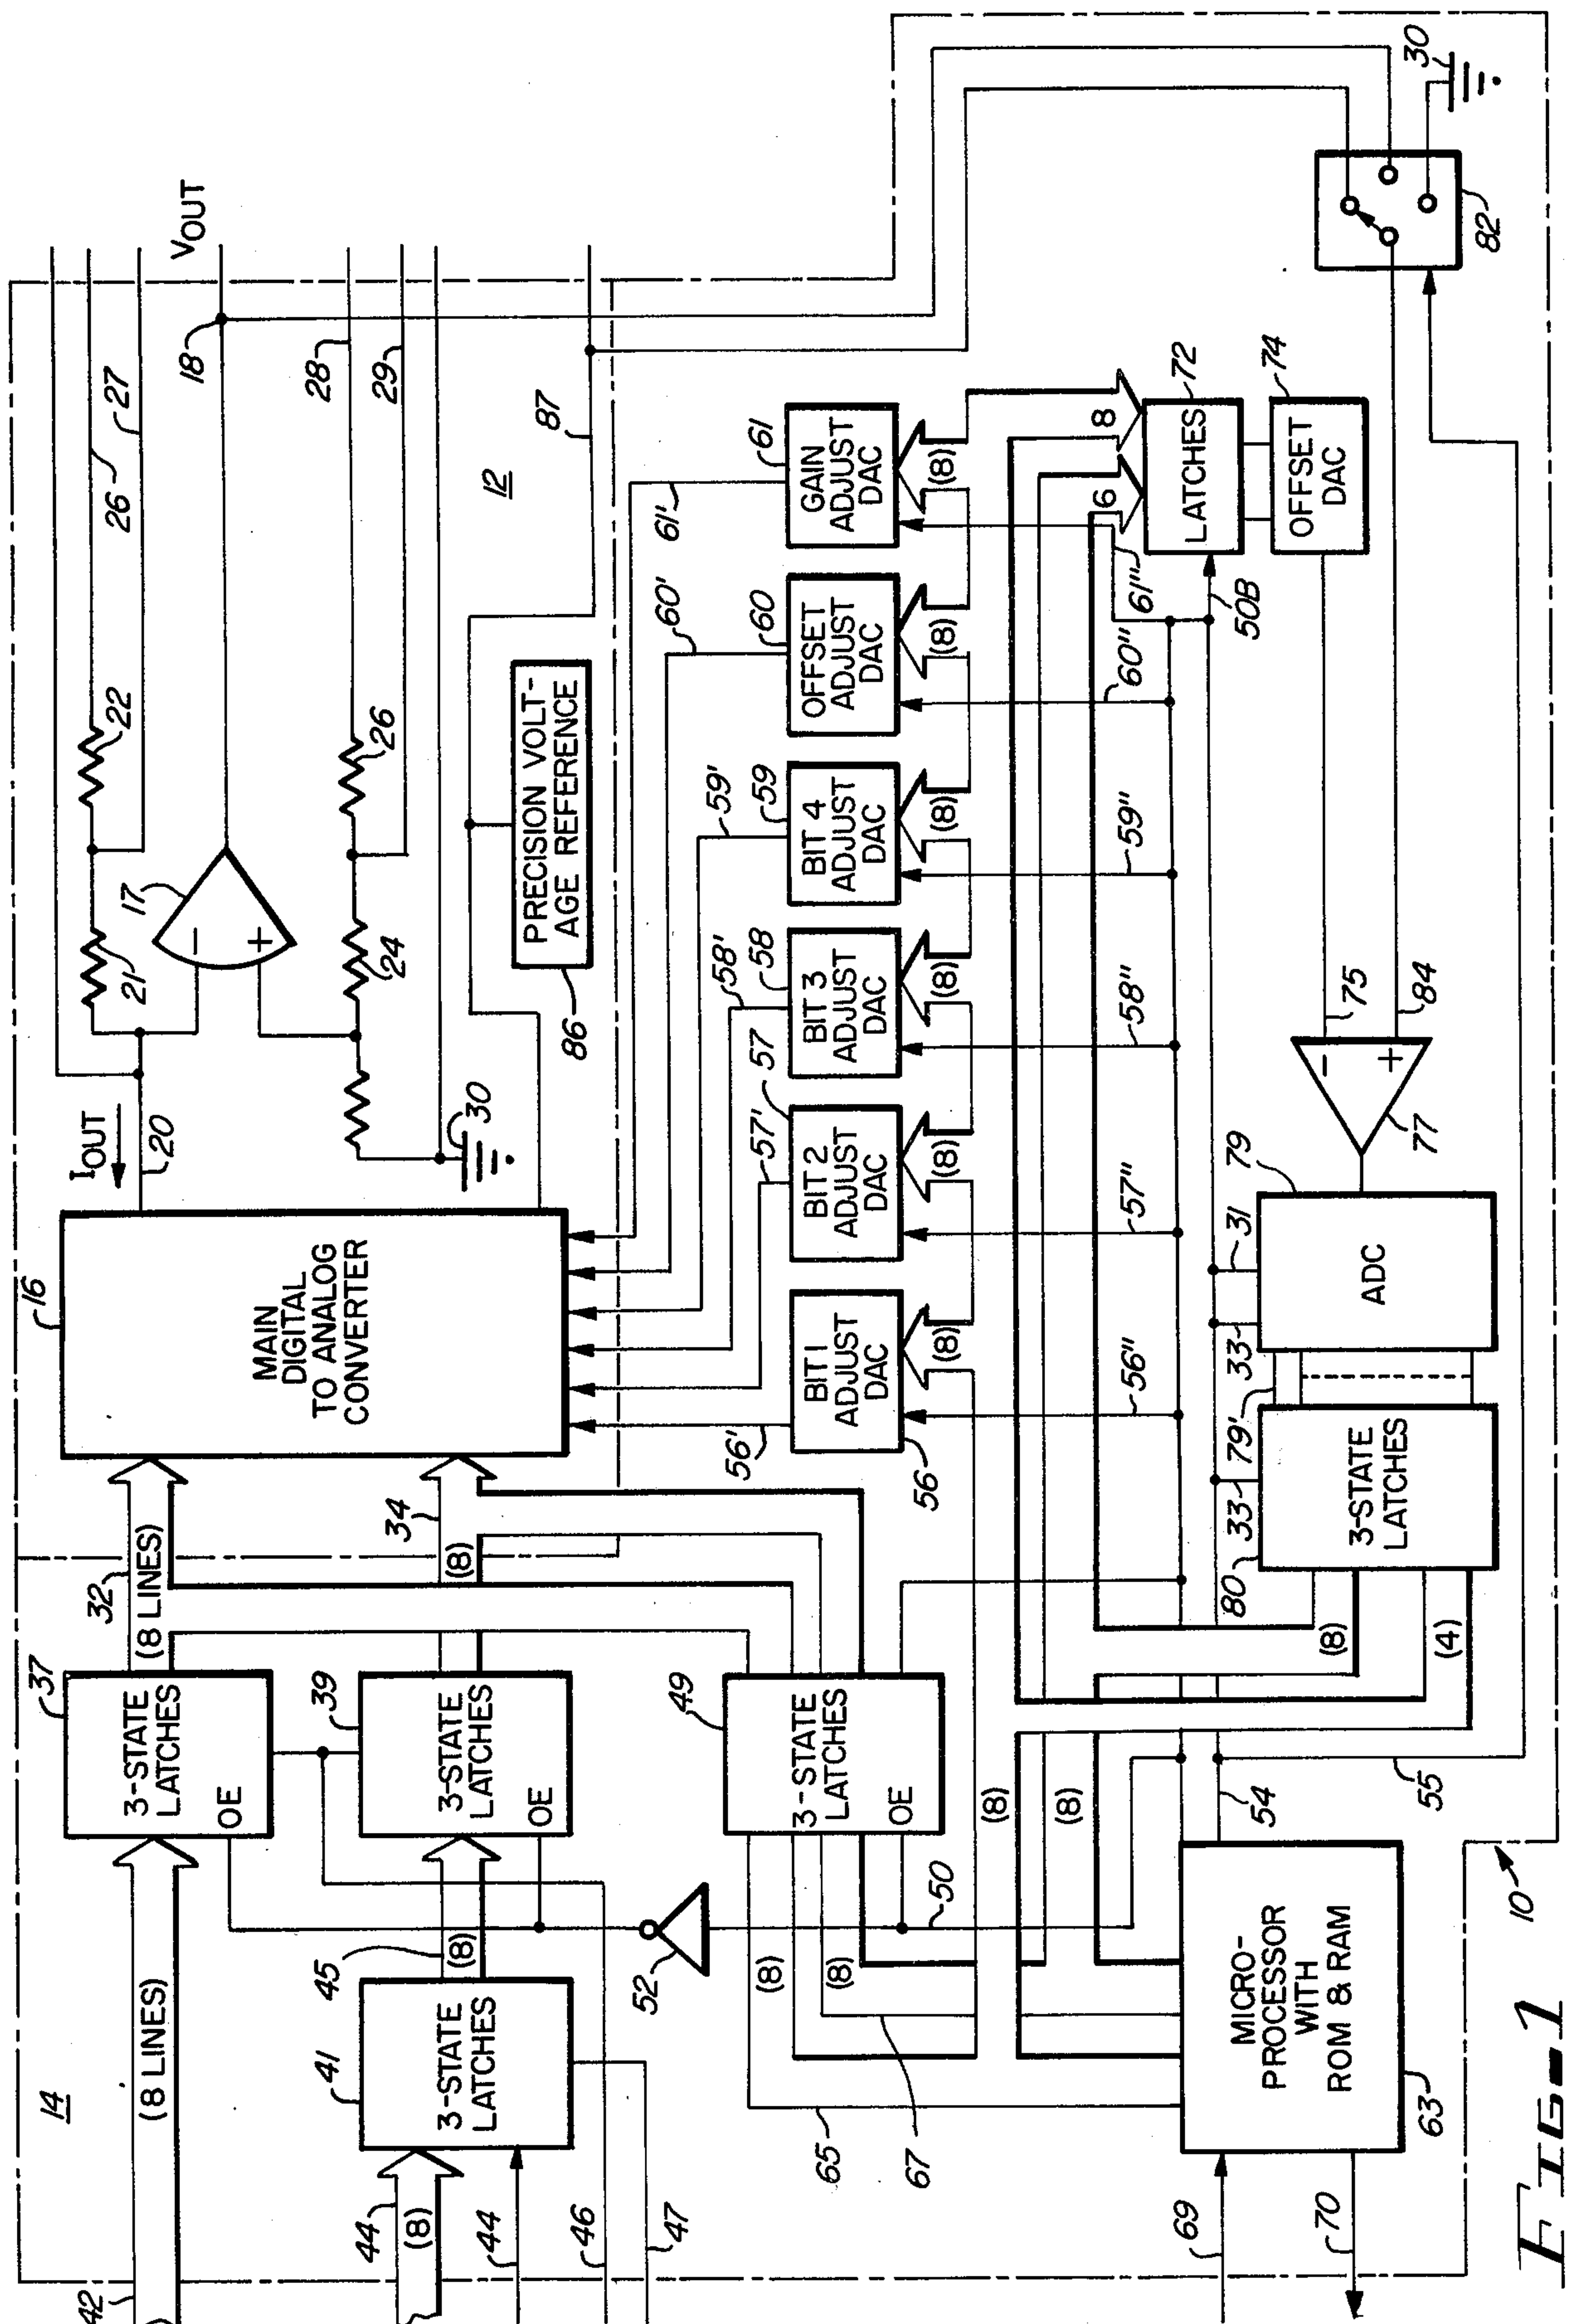 14
42
(8 LINES)
37
3-STATE
LATCHES
OE
32
(8 LINES)
16
MAIN
DIGITAL
TO ANALOG
CONVERTER
IOUT
20
21
22
26
27
17
−
+
18
VOUT
24
26
28
29
30
12
44
(8)
44
46
47
41
3-STATE
LATCHES
45
(8)
39
3-STATE
LATCHES
OE
34
(8)
86
PRECISION VOLT-
AGE REFERENCE
87
52
50
49
3-STATE
LATCHES
OE
(8)
(8)
65
67
56'
57'
58'
59'
60'
61'
56
BIT 1
ADJUST
DAC
57
BIT 2
ADJUST
DAC
58
BIT 3
ADJUST
DAC
59
BIT 4
ADJUST
DAC
60
OFFSET
ADJUST
DAC
61
GAIN
ADJUST
DAC
(8)
(8)
(8)
(8)
(8)
(8)
56"
57"
58"
59"
60"
61"
50B
(8)
(8)
6
8
LATCHES
72
OFFSET
DAC
74
69
70
MICRO-
PROCESSOR
WITH
ROM & RAM
63
54
55
(8)
(4)
80
3-STATE
LATCHES
33
79'
33
31
ADC
79
77
−
+
75
84
82
30
10
FIG-1